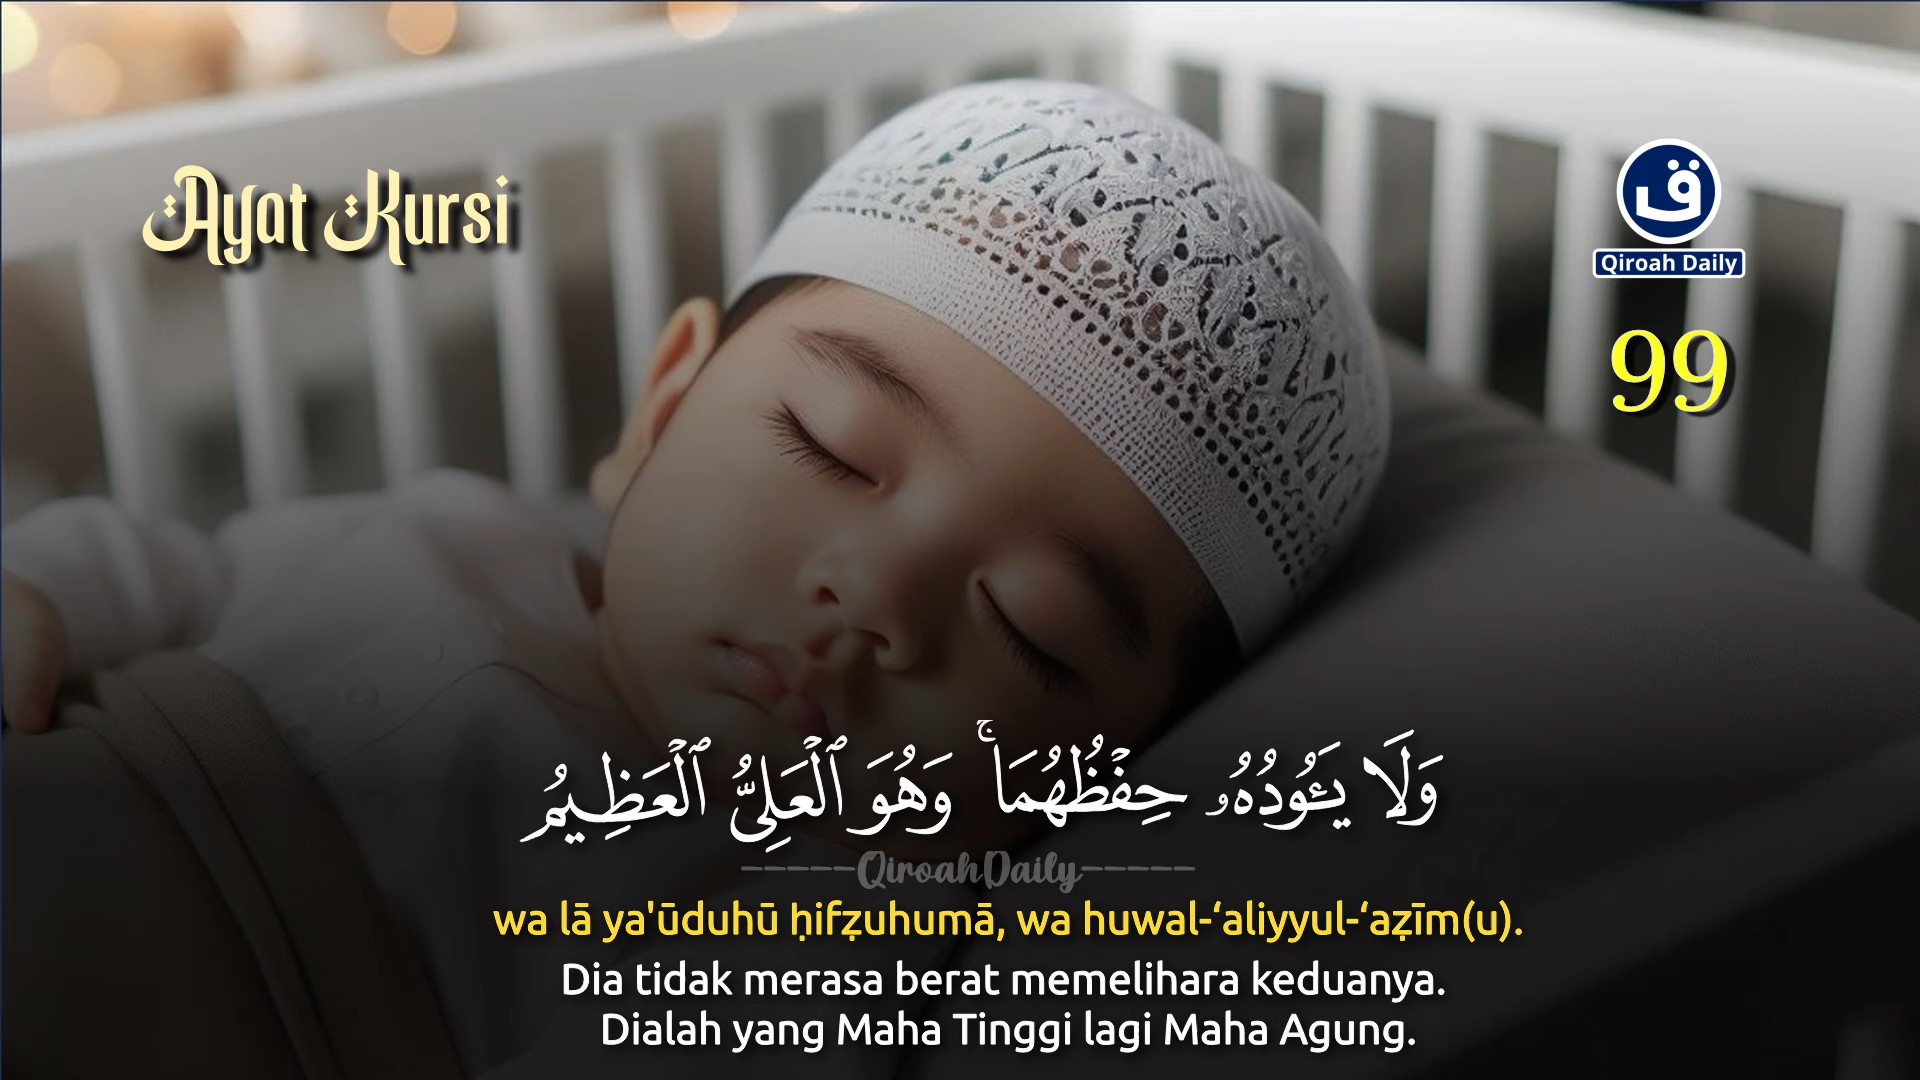 Ayat Kursi
ق
Qiroah Daily
99
وَلَا يَـُٔودُهُۥ حِفْظُهُمَا ۚ وَهُوَ ٱلْعَلِىُّ ٱلْعَظِيمُ
-----QiroahDaily-----
wa lā ya'ūduhū ḥifẓuhumā, wa huwal-‘aliyyul-‘aẓīm(u).
Dia tidak merasa berat memelihara keduanya.
Dialah yang Maha Tinggi lagi Maha Agung.